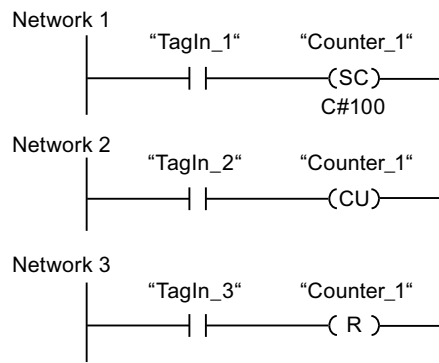 Network 1
“TagIn_1“ “Counter_1“
SC
C#100
Network 2
“TagIn_2“ “Counter_1“
CU
Network 3
“TagIn_3“ “Counter_1“
R